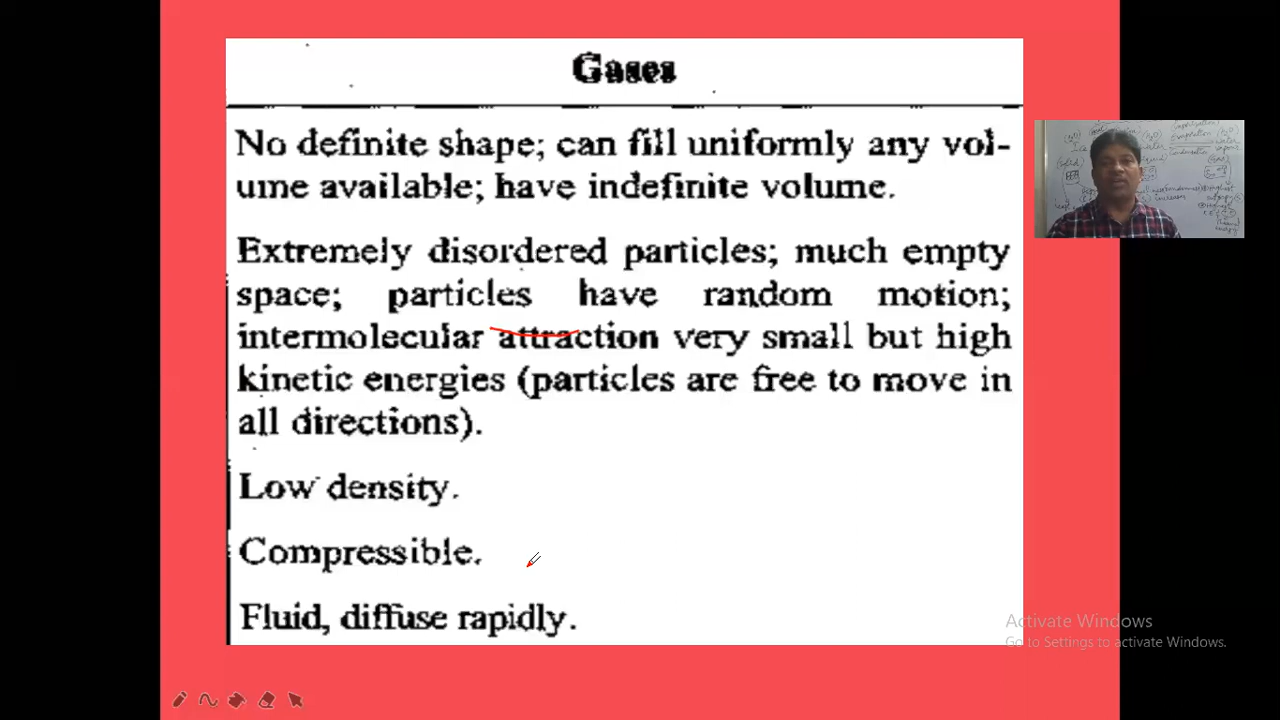 Gases
No definite shape; can fill uniformly any vol-
ume available; have indefinite volume.
Extremely disordered particles; much empty
space; particles have random motion;
intermolecular attraction very small but high
kinetic energies (particles are free to move in
all directions).
Low density.
Compressible.
Fluid, diffuse rapidly.
Activate Windows
Go to Settings to activate Windows.